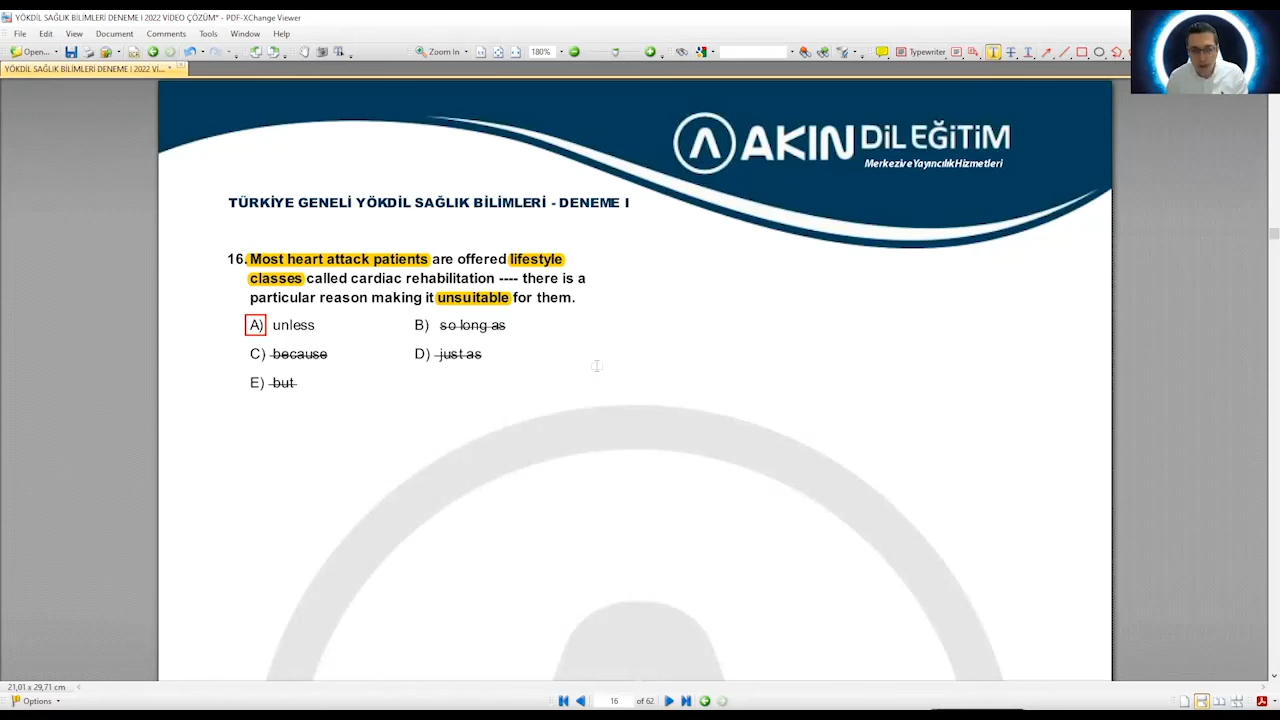 YÖKDİL SAĞLIK BİLİMLERİ DENEME I 2022 VİDEO ÇÖZÜM* - PDF-XChange Viewer
File Edit View Document Comments Tools Window Help
Open... Zoom In 180% Typewriter
YÖKDİL SAĞLIK BİLİMLERİ DENEME I 2022 Vİ... *
AKIN DİL EĞİTİM
Merkezi ve Yayıncılık Hizmetleri
TÜRKİYE GENELİ YÖKDİL SAĞLIK BİLİMLERİ - DENEME I
16. Most heart attack patients are offered lifestyle
classes called cardiac rehabilitation ---- there is a
particular reason making it unsuitable for them.
A) unless B) so long as
C) because D) just as
E) but
21,01 x 29,71 cm
Options 16 of 62